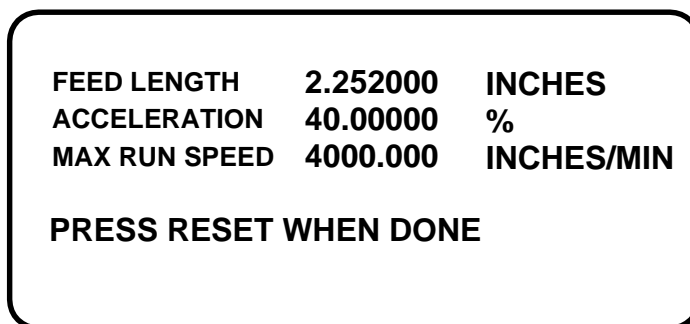 FEED LENGTH 2.252000 INCHES
ACCELERATION 40.00000 %
MAX RUN SPEED 4000.000 INCHES/MIN
PRESS RESET WHEN DONE